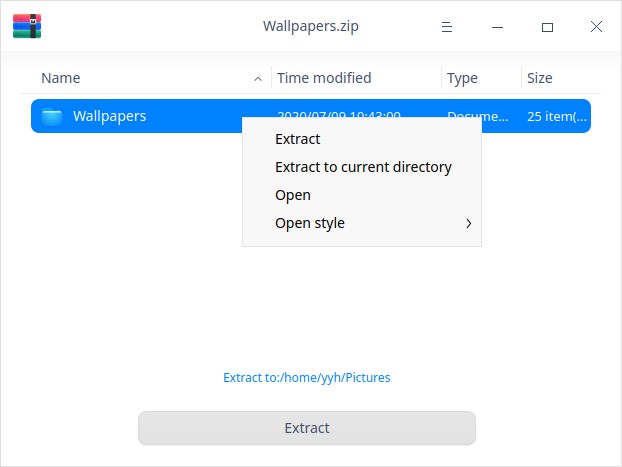 Wallpapers.zip
Name Time modified Type Size
Wallpapers 2020/07/09 10:43:00 Docume... 25 item(...
Extract
Extract to current directory
Open
Open style
Extract to:/home/yyh/Pictures
Extract